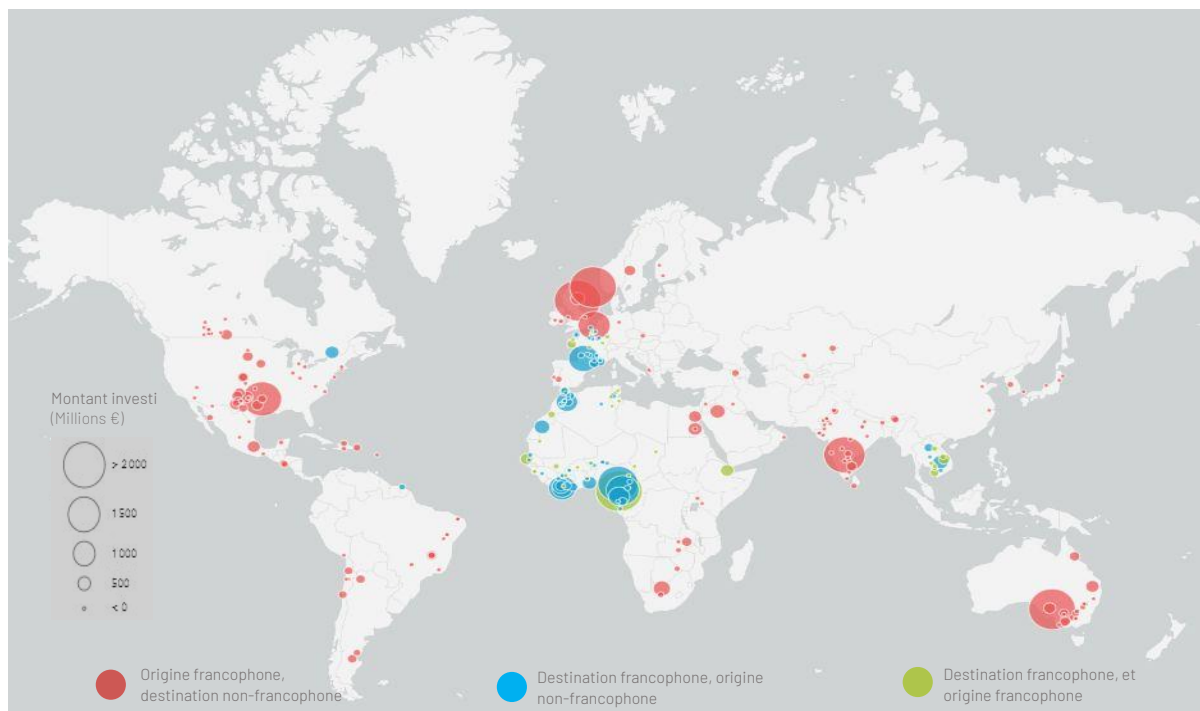 Montant investi
(Millions €)
> 2000
1500
1000
500
< 0
Origine francophone,
destination non-francophone
Destination francophone, origine
non-francophone
Destination francophone, et
origine francophone